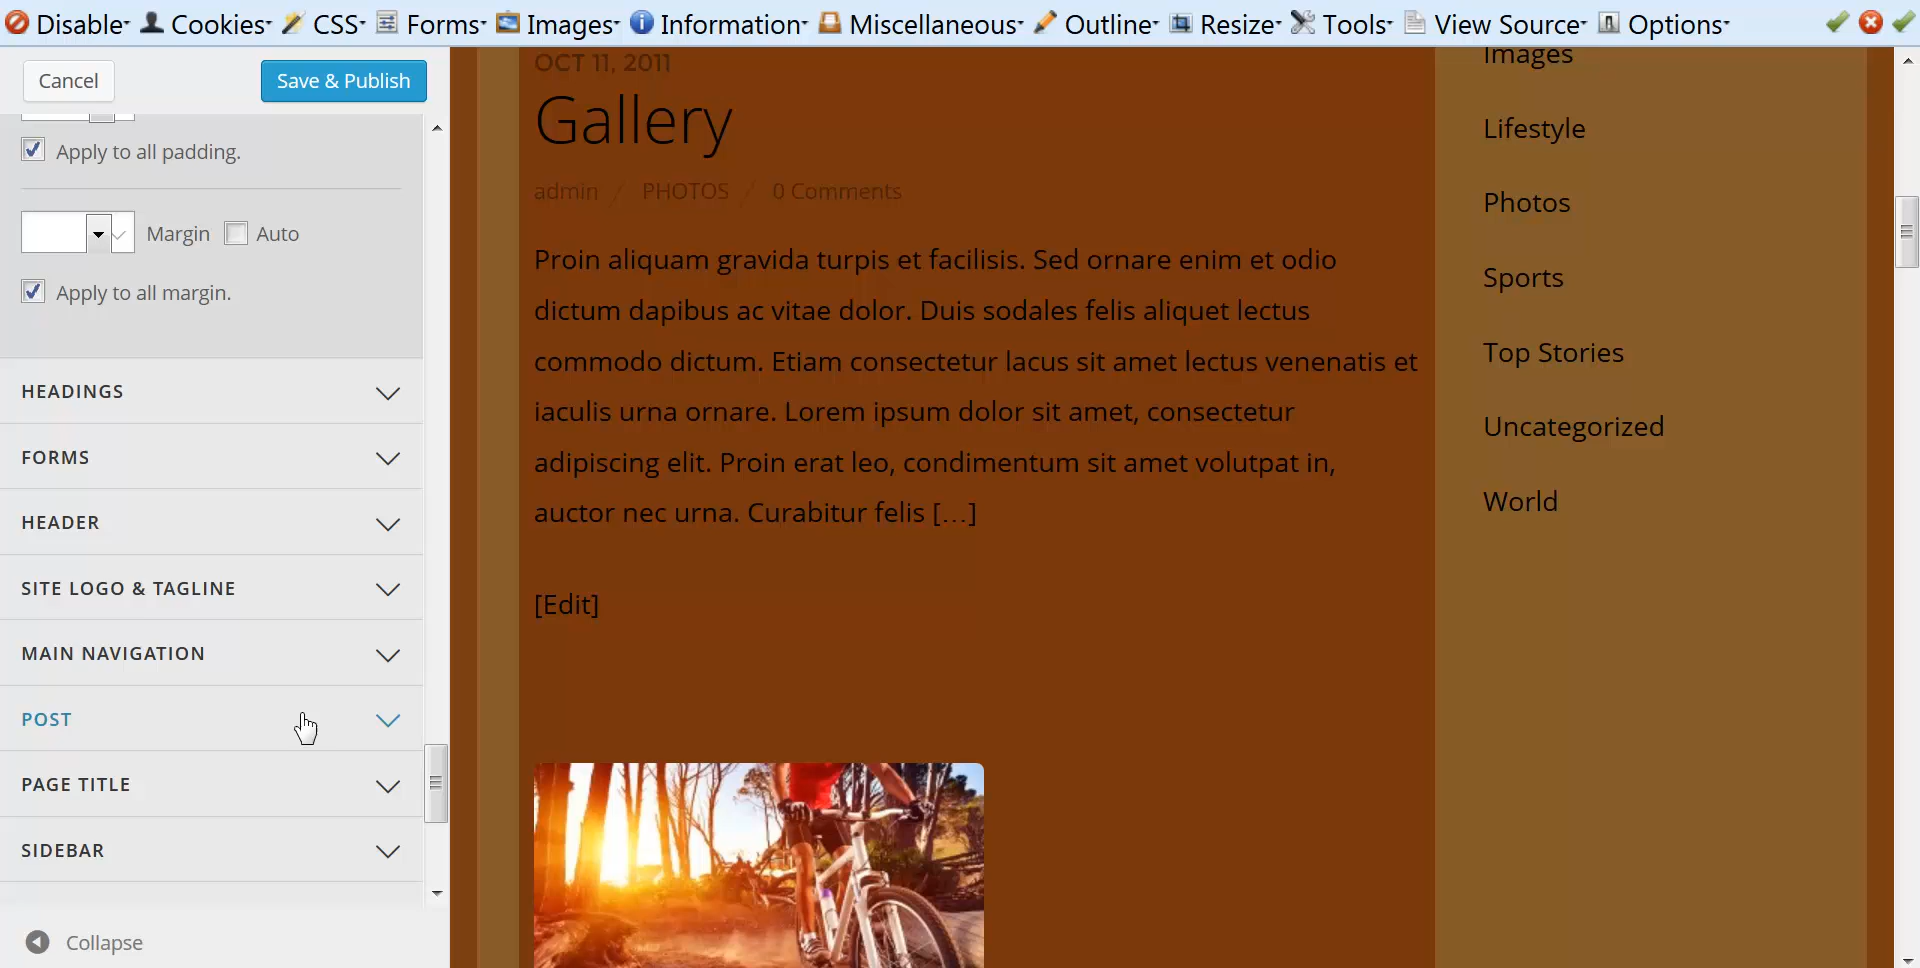 Disable Cookies CSS Forms Images Information Miscellaneous Outline Resize Tools View Source Options
Cancel
Save & Publish
Apply to all padding.
Margin
Auto
Apply to all margin.
HEADINGS
FORMS
HEADER
SITE LOGO & TAGLINE
MAIN NAVIGATION
POST
PAGE TITLE
SIDEBAR
Collapse
OCT 11, 2011
Gallery
admin / PHOTOS / 0 Comments
Proin aliquam gravida turpis et facilisis. Sed ornare enim et odio
dictum dapibus ac vitae dolor. Duis sodales felis aliquet lectus
commodo dictum. Etiam consectetur lacus sit amet lectus venenatis et
iaculis urna ornare. Lorem ipsum dolor sit amet, consectetur
adipiscing elit. Proin erat leo, condimentum sit amet volutpat in,
auctor nec urna. Curabitur felis […]
[Edit]
Images
Lifestyle
Photos
Sports
Top Stories
Uncategorized
World